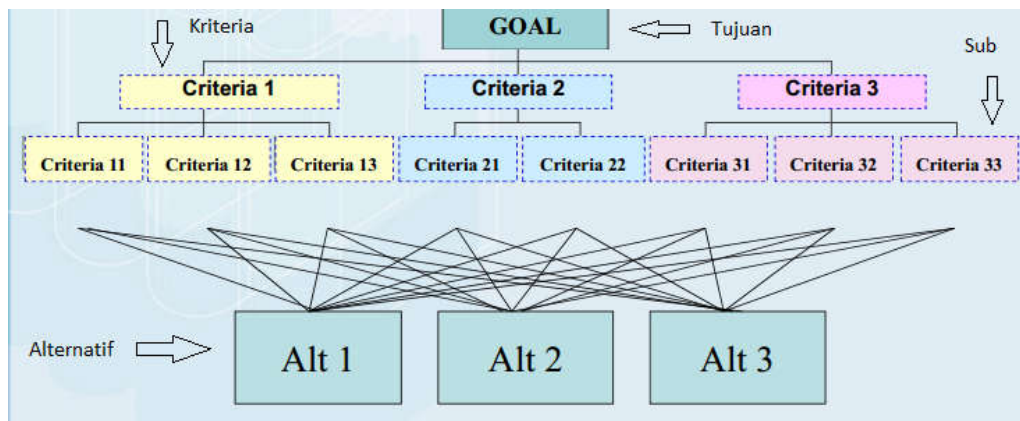 GOAL
Kriteria
Tujuan
Sub
Criteria 1
Criteria 2
Criteria 3
Criteria 11
Criteria 12
Criteria 13
Criteria 21
Criteria 22
Criteria 31
Criteria 32
Criteria 33
Alternatif
Alt 1
Alt 2
Alt 3